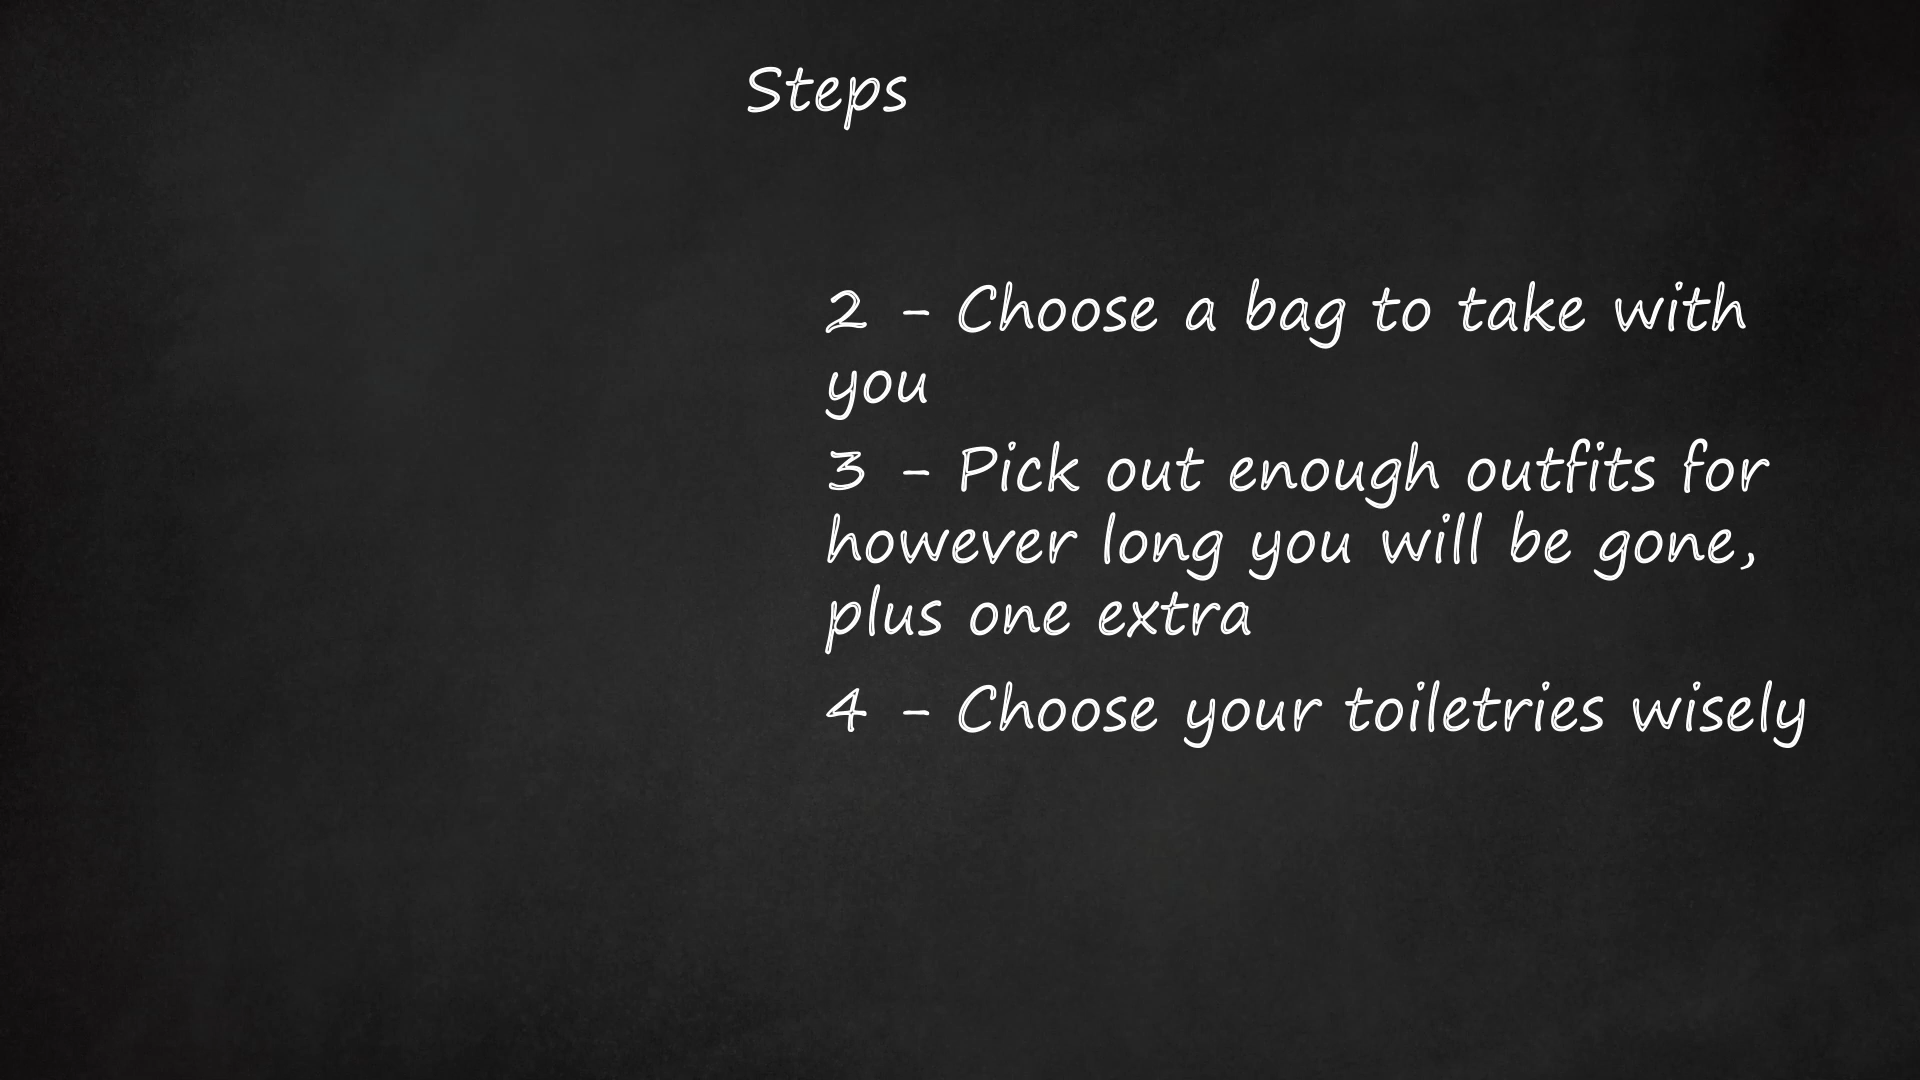 Steps
2 - Choose a bag to take with
you
3 - Pick out enough outfits for
however long you will be gone,
plus one extra
4 - Choose your toiletries wisely